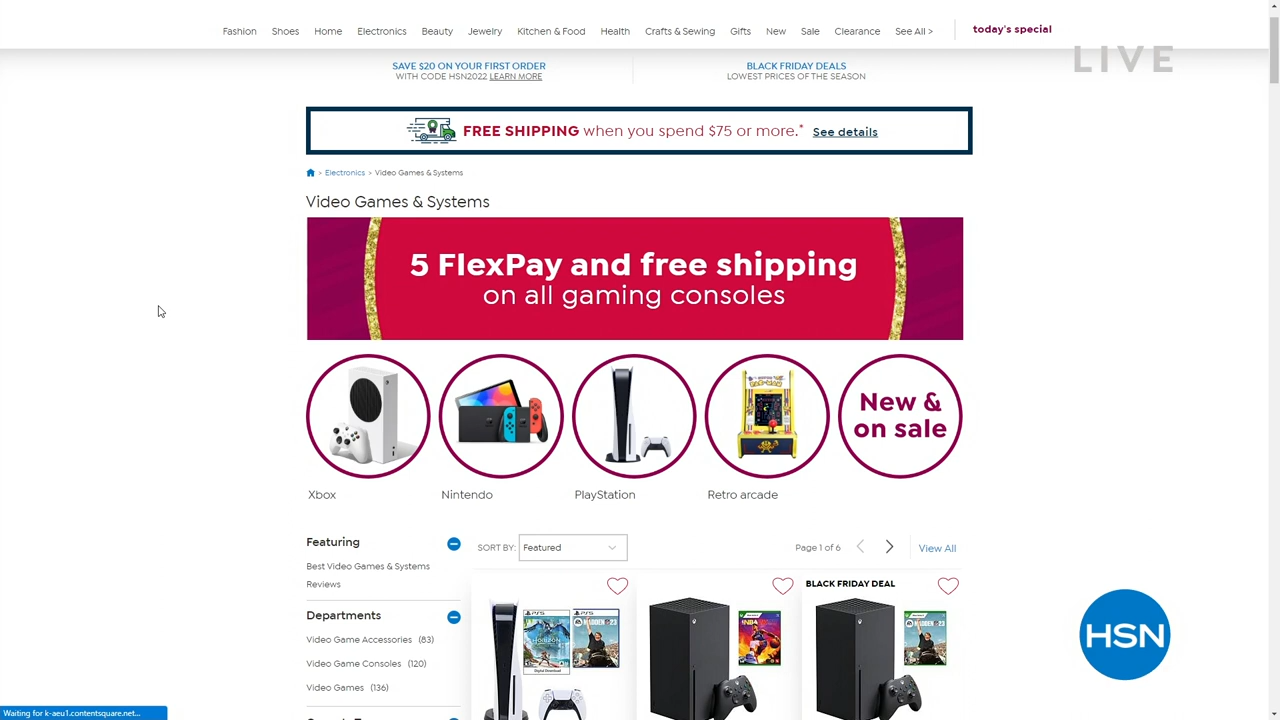 Fashion Shoes Home Electronics Beauty Jewelry Kitchen & Food Health Crafts & Sewing Gifts New Sale Clearance See All > today's special
LIVE
SAVE $20 ON YOUR FIRST ORDER
WITH CODE HSN2022 LEARN MORE
BLACK FRIDAY DEALS
LOWEST PRICES OF THE SEASON
FREE SHIPPING when you spend $75 or more.* See details
> Electronics > Video Games & Systems
Video Games & Systems
5 FlexPay and free shipping
on all gaming consoles
New &
on sale
Xbox Nintendo PlayStation Retro arcade
Featuring
Best Video Games & Systems
Reviews
Departments
Video Game Accessories (83)
Video Game Consoles (120)
Video Games (136)
SORT BY: Featured
Page 1 of 6
View All
BLACK FRIDAY DEAL
HSN
Waiting for k-aeu1.contentsquare.net...